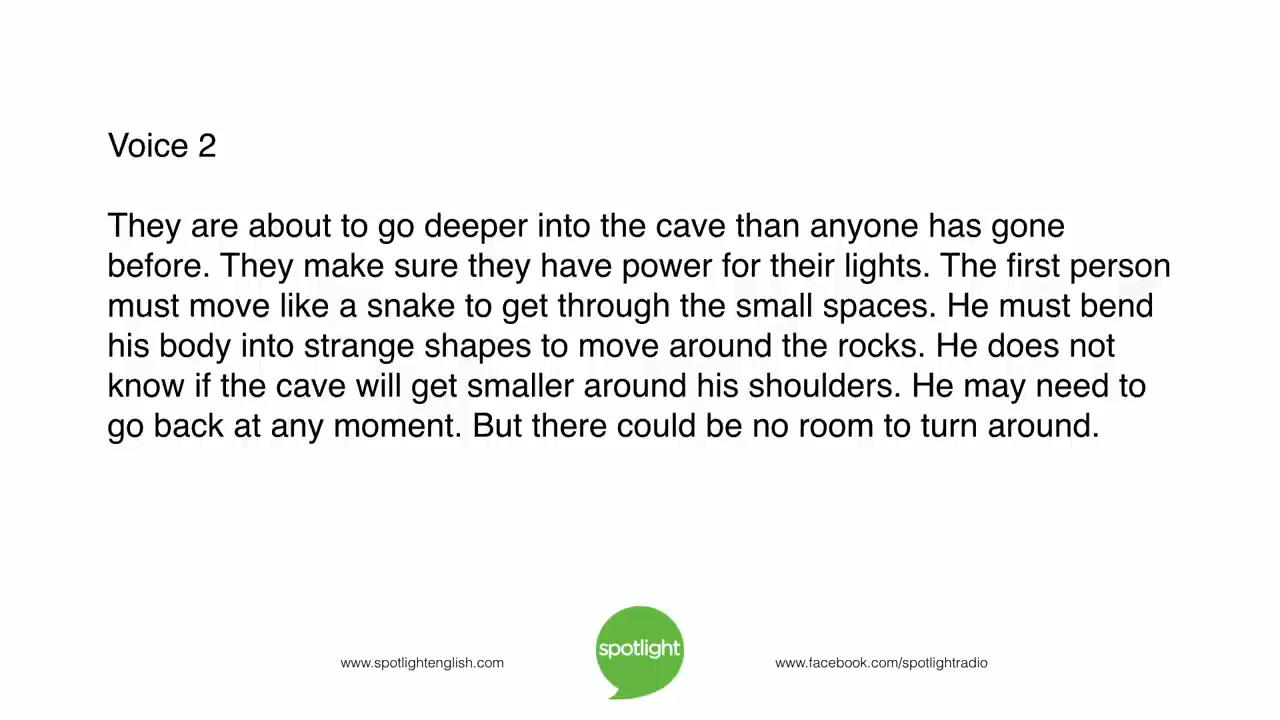 Voice 2
They are about to go deeper into the cave than anyone has gone
before. They make sure they have power for their lights. The first person
must move like a snake to get through the small spaces. He must bend
his body into strange shapes to move around the rocks. He does not
know if the cave will get smaller around his shoulders. He may need to
go back at any moment. But there could be no room to turn around.
www.spotlightenglish.com
spotlight
www.facebook.com/spotlightradio